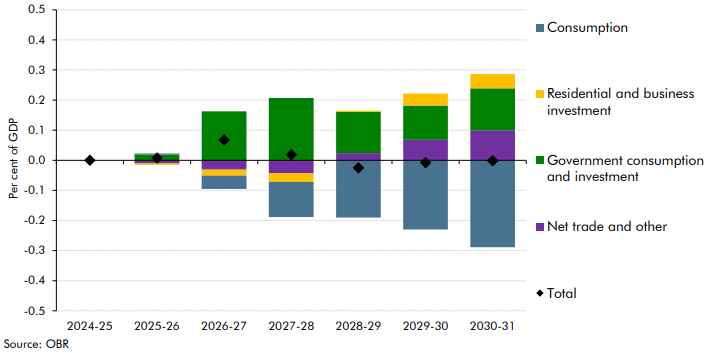 0.5
0.4
0.3
0.2
0.1
0.0
-0.1
-0.2
-0.3
-0.4
-0.5
Per cent of GDP
2024-25 2025-26 2026-27 2027-28 2028-29 2029-30 2030-31
Consumption
Residential and business
investment
Government consumption
and investment
Net trade and other
Total
Source: OBR